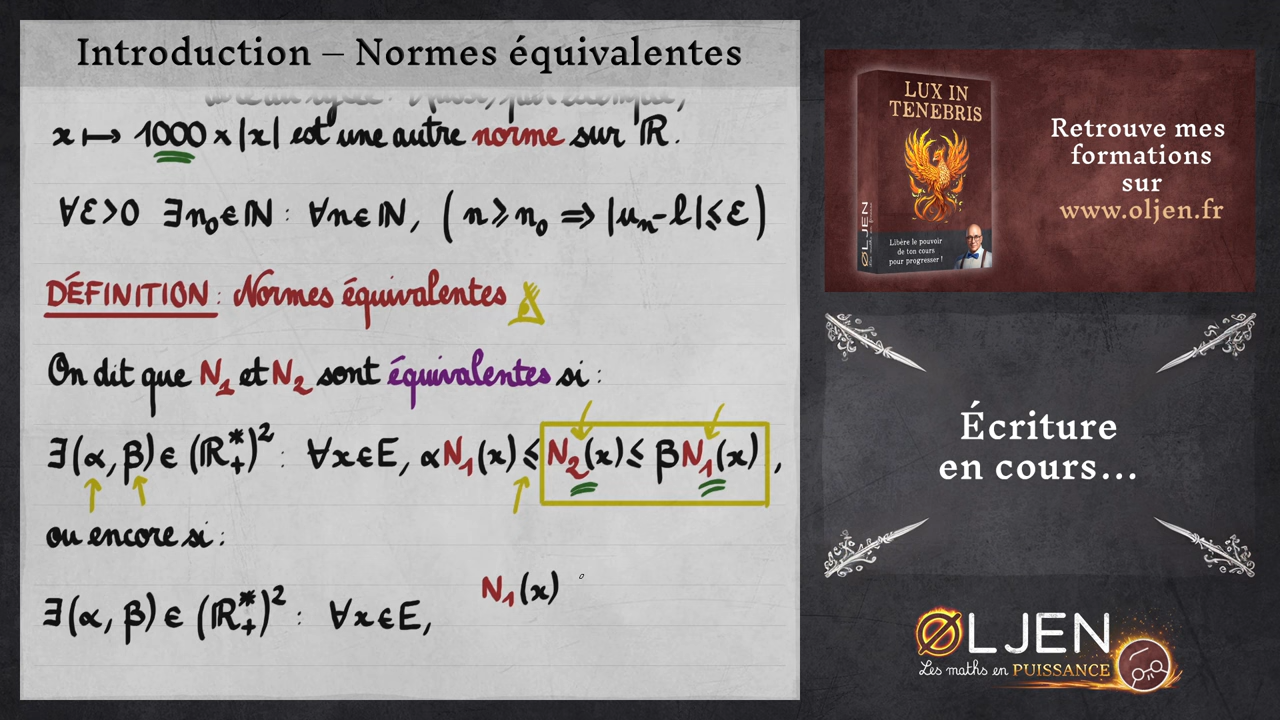 Introduction – Normes équivalentes
x ↦ 1000 × |x| est une autre norme sur ℝ.
∀ε>0 ∃n₀∈ℕ : ∀n∈ℕ, (n⩾n₀ ⟹ |uₙ-l|⩽ε)
DÉFINITION : Normes équivalentes
On dit que N₁ et N₂ sont équivalentes si :
∃(α, β)∈(ℝ₊*)² : ∀x∈E, αN₁(x)⩽N₂(x)⩽βN₁(x),
ou encore si :
N₁(x)
∃(α, β)∈(ℝ₊*)² : ∀x∈E,
LUX IN
TENEBRIS
ØLJEN
Libère le pouvoir
de ton cours
pour progresser !
Retrouve mes
formations
sur
www.oljen.fr
Écriture
en cours...
ØLJEN
Les maths en PUISSANCE